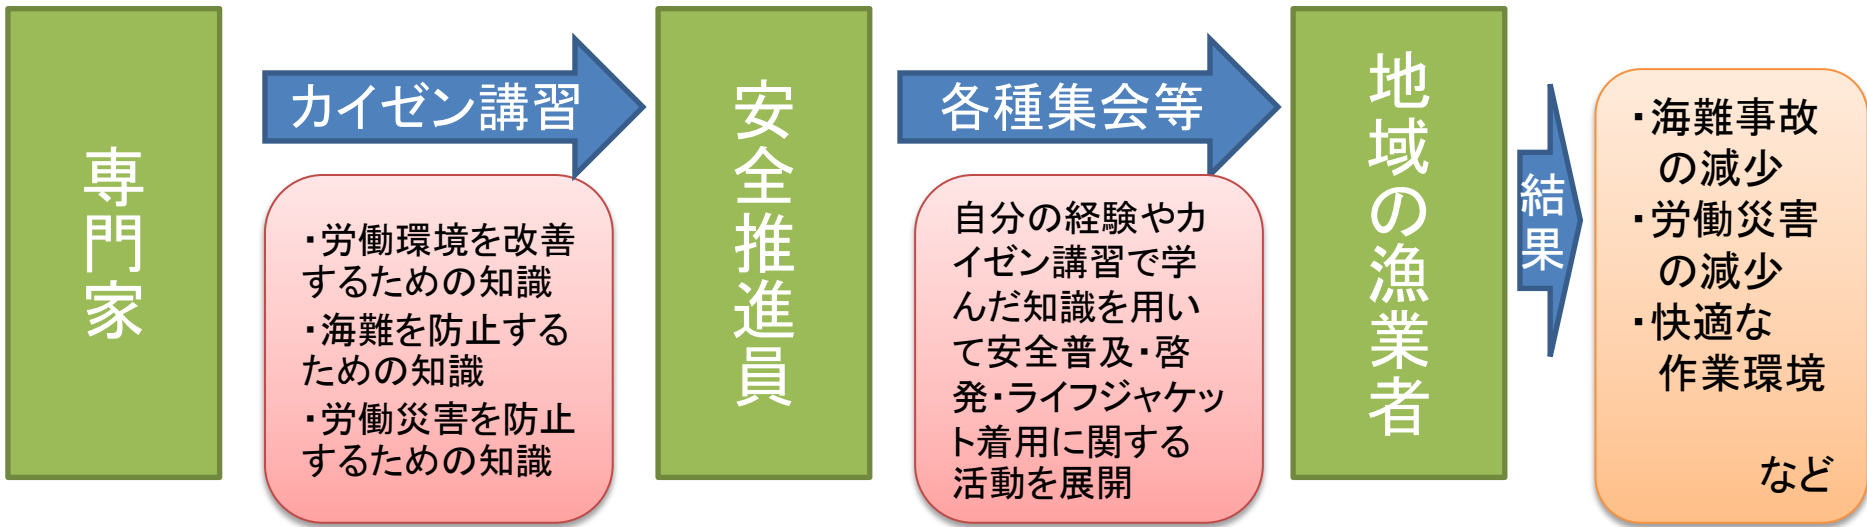 専門家
カイゼン講習
・労働環境を改善
するための知識
・海難を防止する
ための知識
・労働災害を防止
するための知識
安全推進員
各種集会等
自分の経験やカ
イゼン講習で学
んだ知識を用い
て安全普及・啓
発・ライフジャケッ
ト着用に関する
活動を展開
地域の漁業者
結果
・海難事故
の減少
・労働災害
の減少
・快適な
作業環境
など